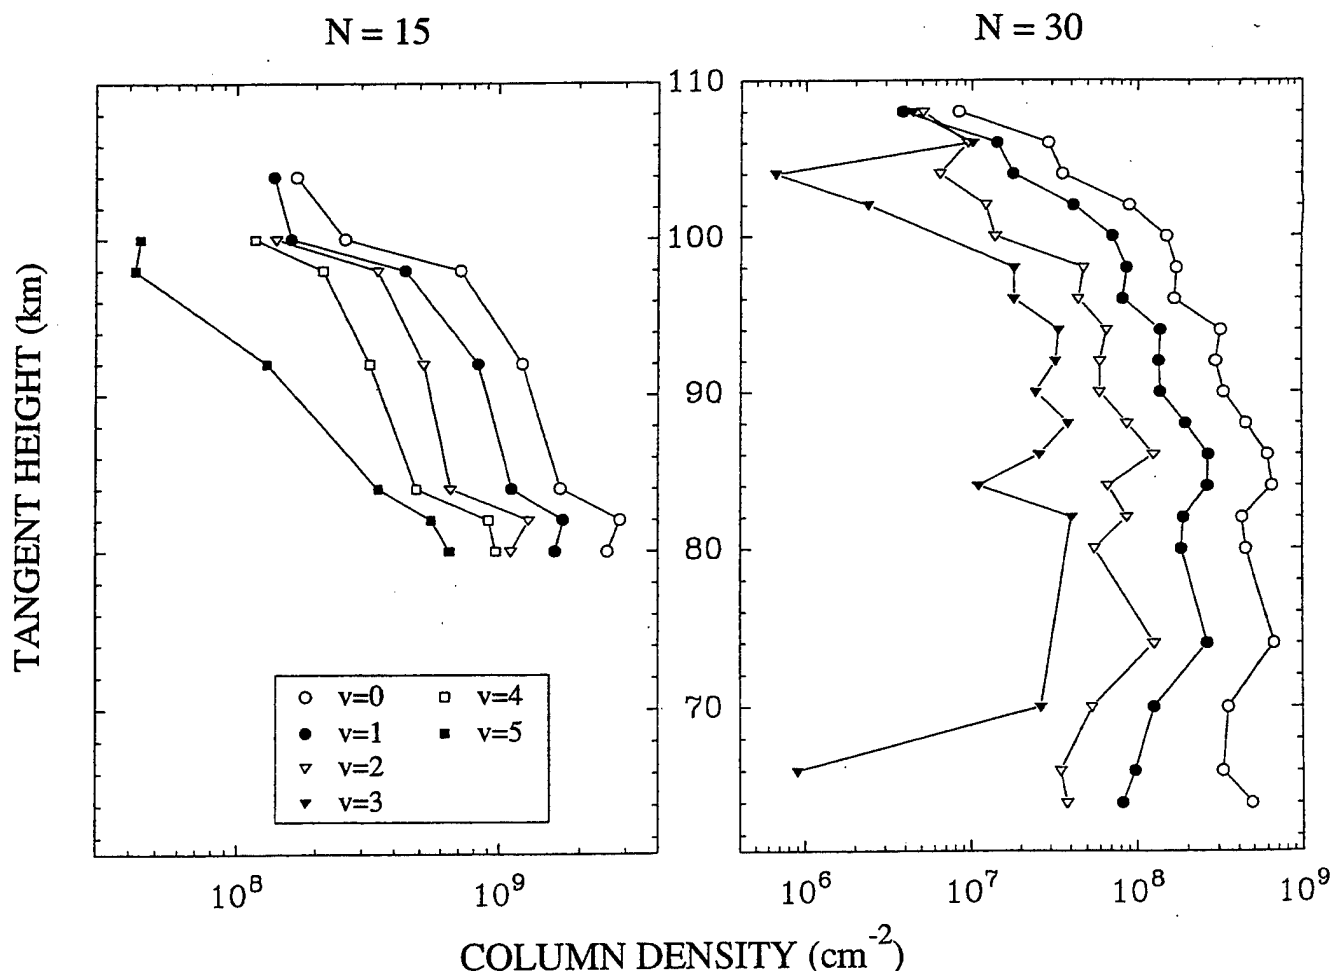 N = 15
N = 30
110
100
90
80
70
TANGENT HEIGHT (km)
v=0 v=4
v=1 v=5
v=2
v=3
10^8 10^9
10^6 10^7 10^8 10^9
COLUMN DENSITY (cm^-2)